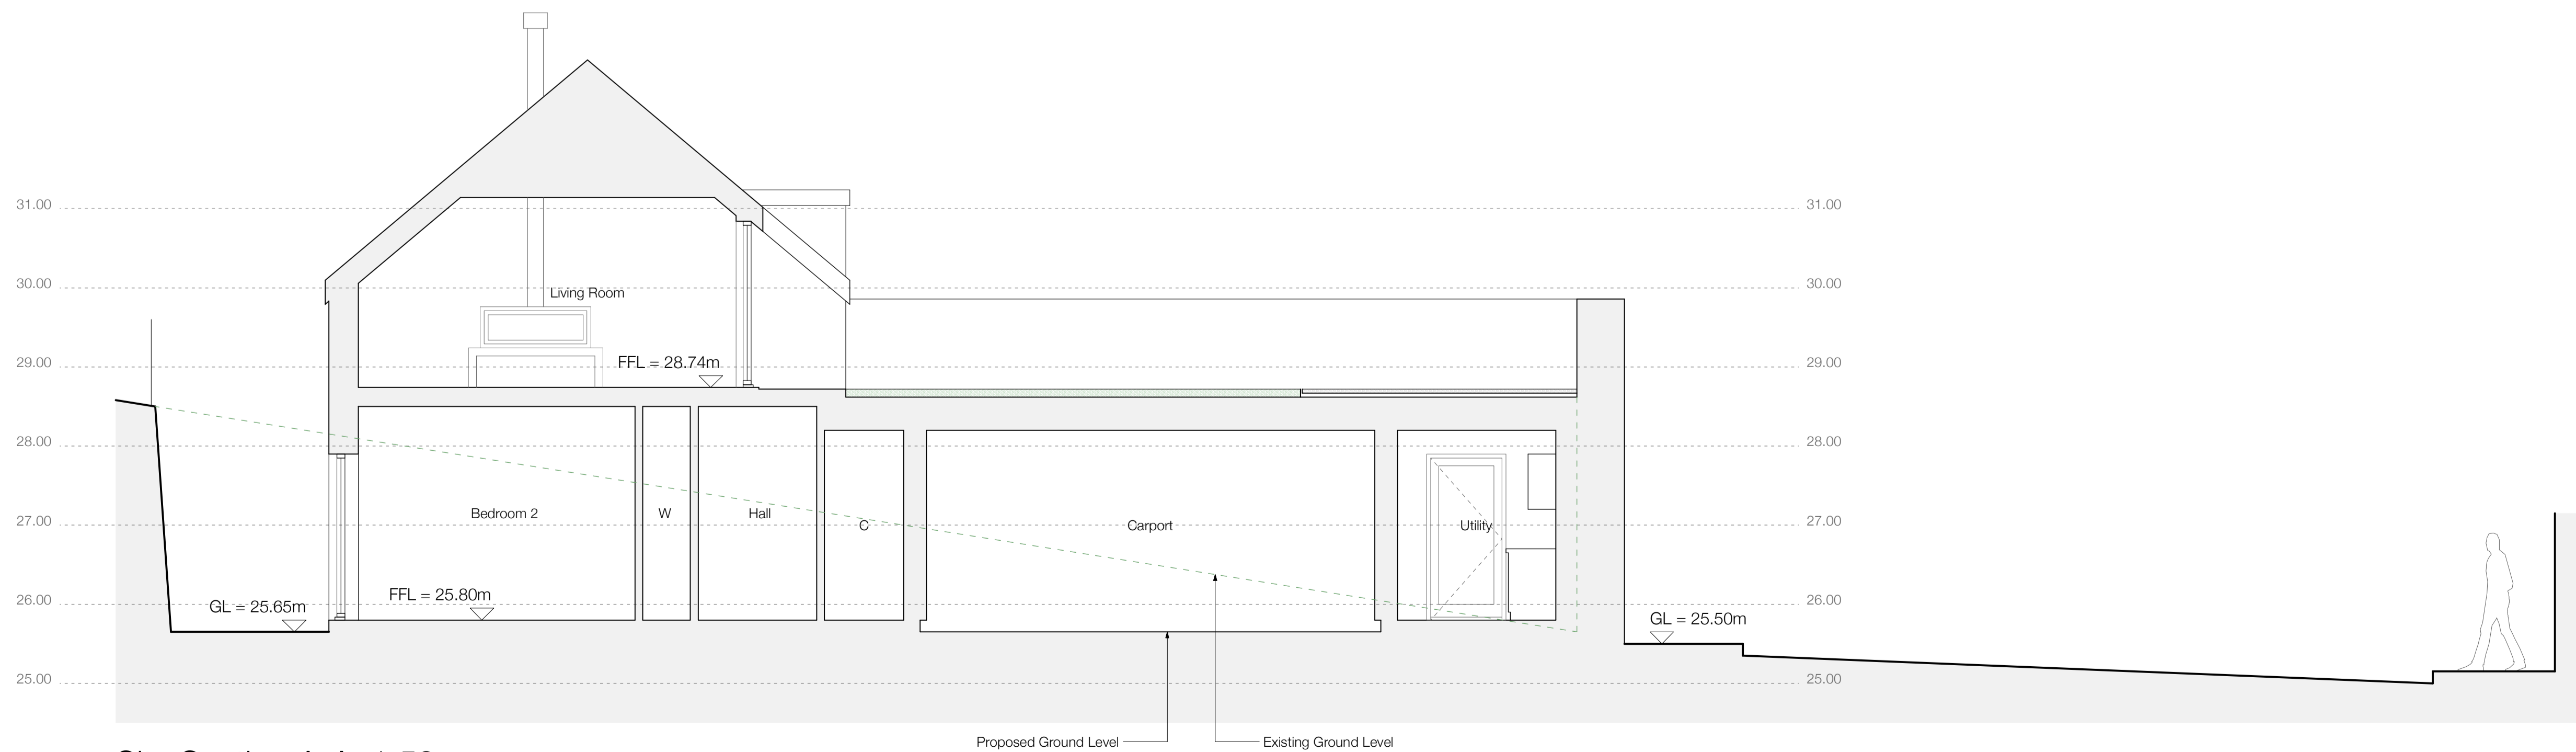 31.00 31.00
30.00 30.00
Living Room
29.00 FFL = 28.74m 29.00
28.00 28.00
Bedroom 2 W Hall
27.00 C Carport Utility 27.00
26.00 GL = 25.65m FFL = 25.80m 26.00
GL = 25.50m
25.00 25.00
Proposed Ground Level Existing Ground Level